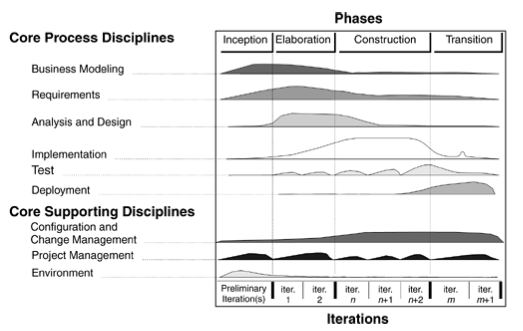 Phases
Core Process Disciplines
Inception Elaboration Construction Transition
Business Modeling
Requirements
Analysis and Design
Implementation
Test
Deployment
Core Supporting Disciplines
Configuration and
Change Management
Project Management
Environment
Preliminary iter. iter. iter. iter. iter. iter. iter.
Iteration(s) 1 2 n n+1 n+2 m m+1
Iterations